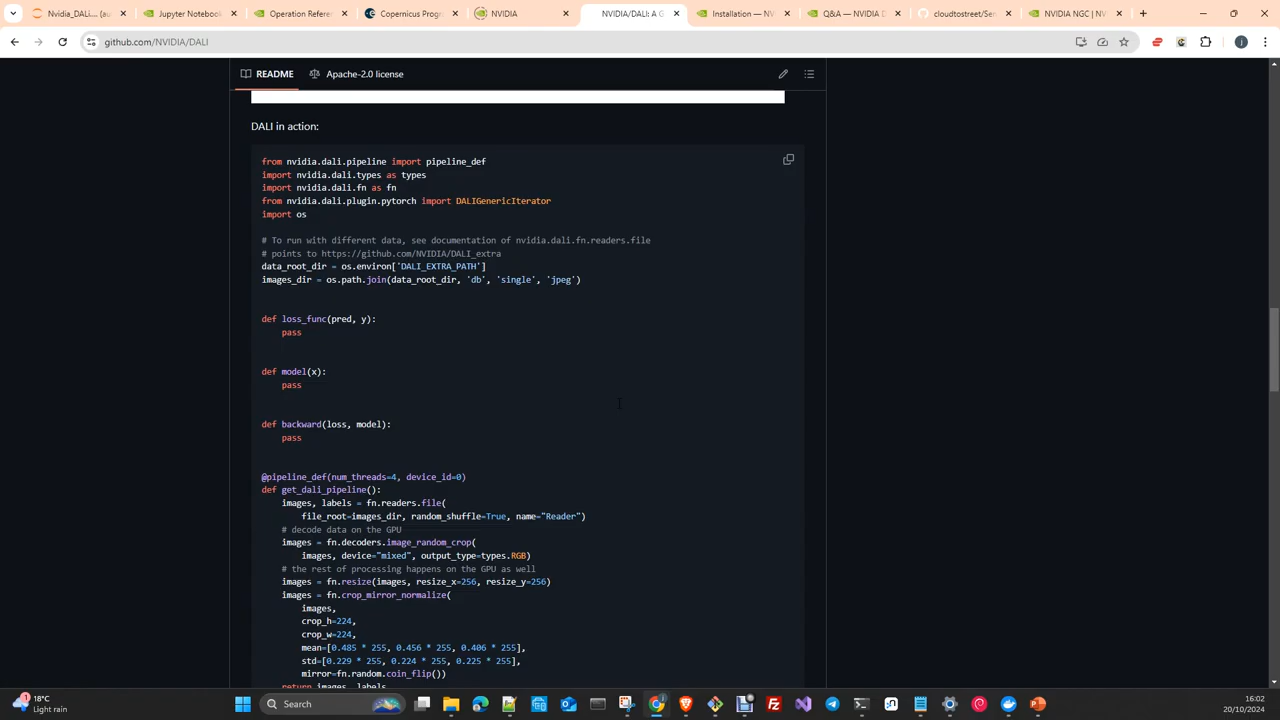 Nvidia_DALI... (au
Jupyter Notebook
Operation Refere
Copernicus Progr
NVIDIA
NVIDIA/DALI: A G
Installation — NV
Q&A — NVIDIA D
cloudtostreet/Sen
NVIDIA NGC | NV
github.com/NVIDIA/DALI
README
Apache-2.0 license
DALI in action:
from nvidia.dali.pipeline import pipeline_def
import nvidia.dali.types as types
import nvidia.dali.fn as fn
from nvidia.dali.plugin.pytorch import DALIGenericIterator
import os
# To run with different data, see documentation of nvidia.dali.fn.readers.file
# points to https://github.com/NVIDIA/DALI_extra
data_root_dir = os.environ['DALI_EXTRA_PATH']
images_dir = os.path.join(data_root_dir, 'db', 'single', 'jpeg')
def loss_func(pred, y):
pass
def model(x):
pass
def backward(loss, model):
pass
@pipeline_def(num_threads=4, device_id=0)
def get_dali_pipeline():
images, labels = fn.readers.file(
file_root=images_dir, random_shuffle=True, name="Reader")
# decode data on the GPU
images = fn.decoders.image_random_crop(
images, device="mixed", output_type=types.RGB)
# the rest of processing happens on the GPU as well
images = fn.resize(images, resize_x=256, resize_y=256)
images = fn.crop_mirror_normalize(
images,
crop_h=224,
crop_w=224,
mean=[0.485 * 255, 0.456 * 255, 0.406 * 255],
std=[0.229 * 255, 0.224 * 255, 0.225 * 255],
mirror=fn.random.coin_flip())
return images, labels
18°C
Light rain
Search
16:02
20/10/2024